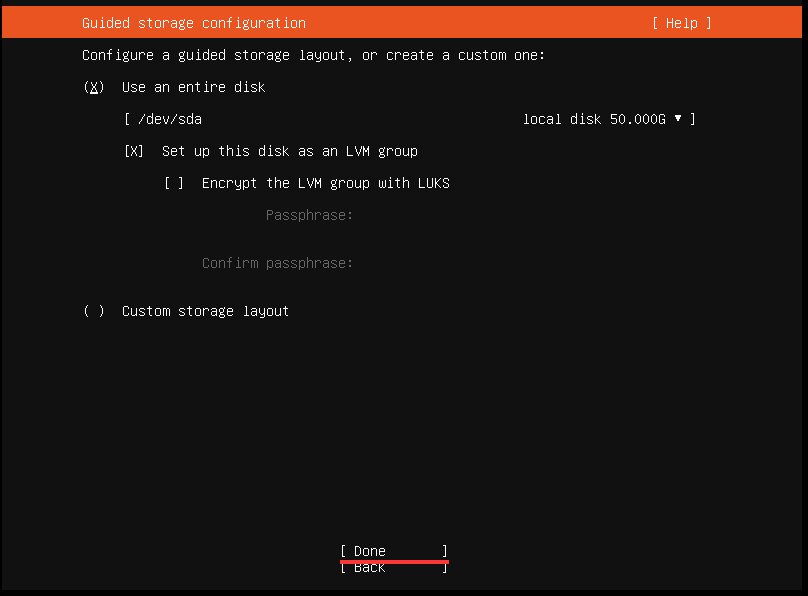 Guided storage configuration [ Help ]
Configure a guided storage layout, or create a custom one:
(X) Use an entire disk
[ /dev/sda local disk 50.000G ▾ ]
[X] Set up this disk as an LVM group
[ ] Encrypt the LVM group with LUKS
Passphrase:
Confirm passphrase:
( ) Custom storage layout
[ Done ]
[ Back ]